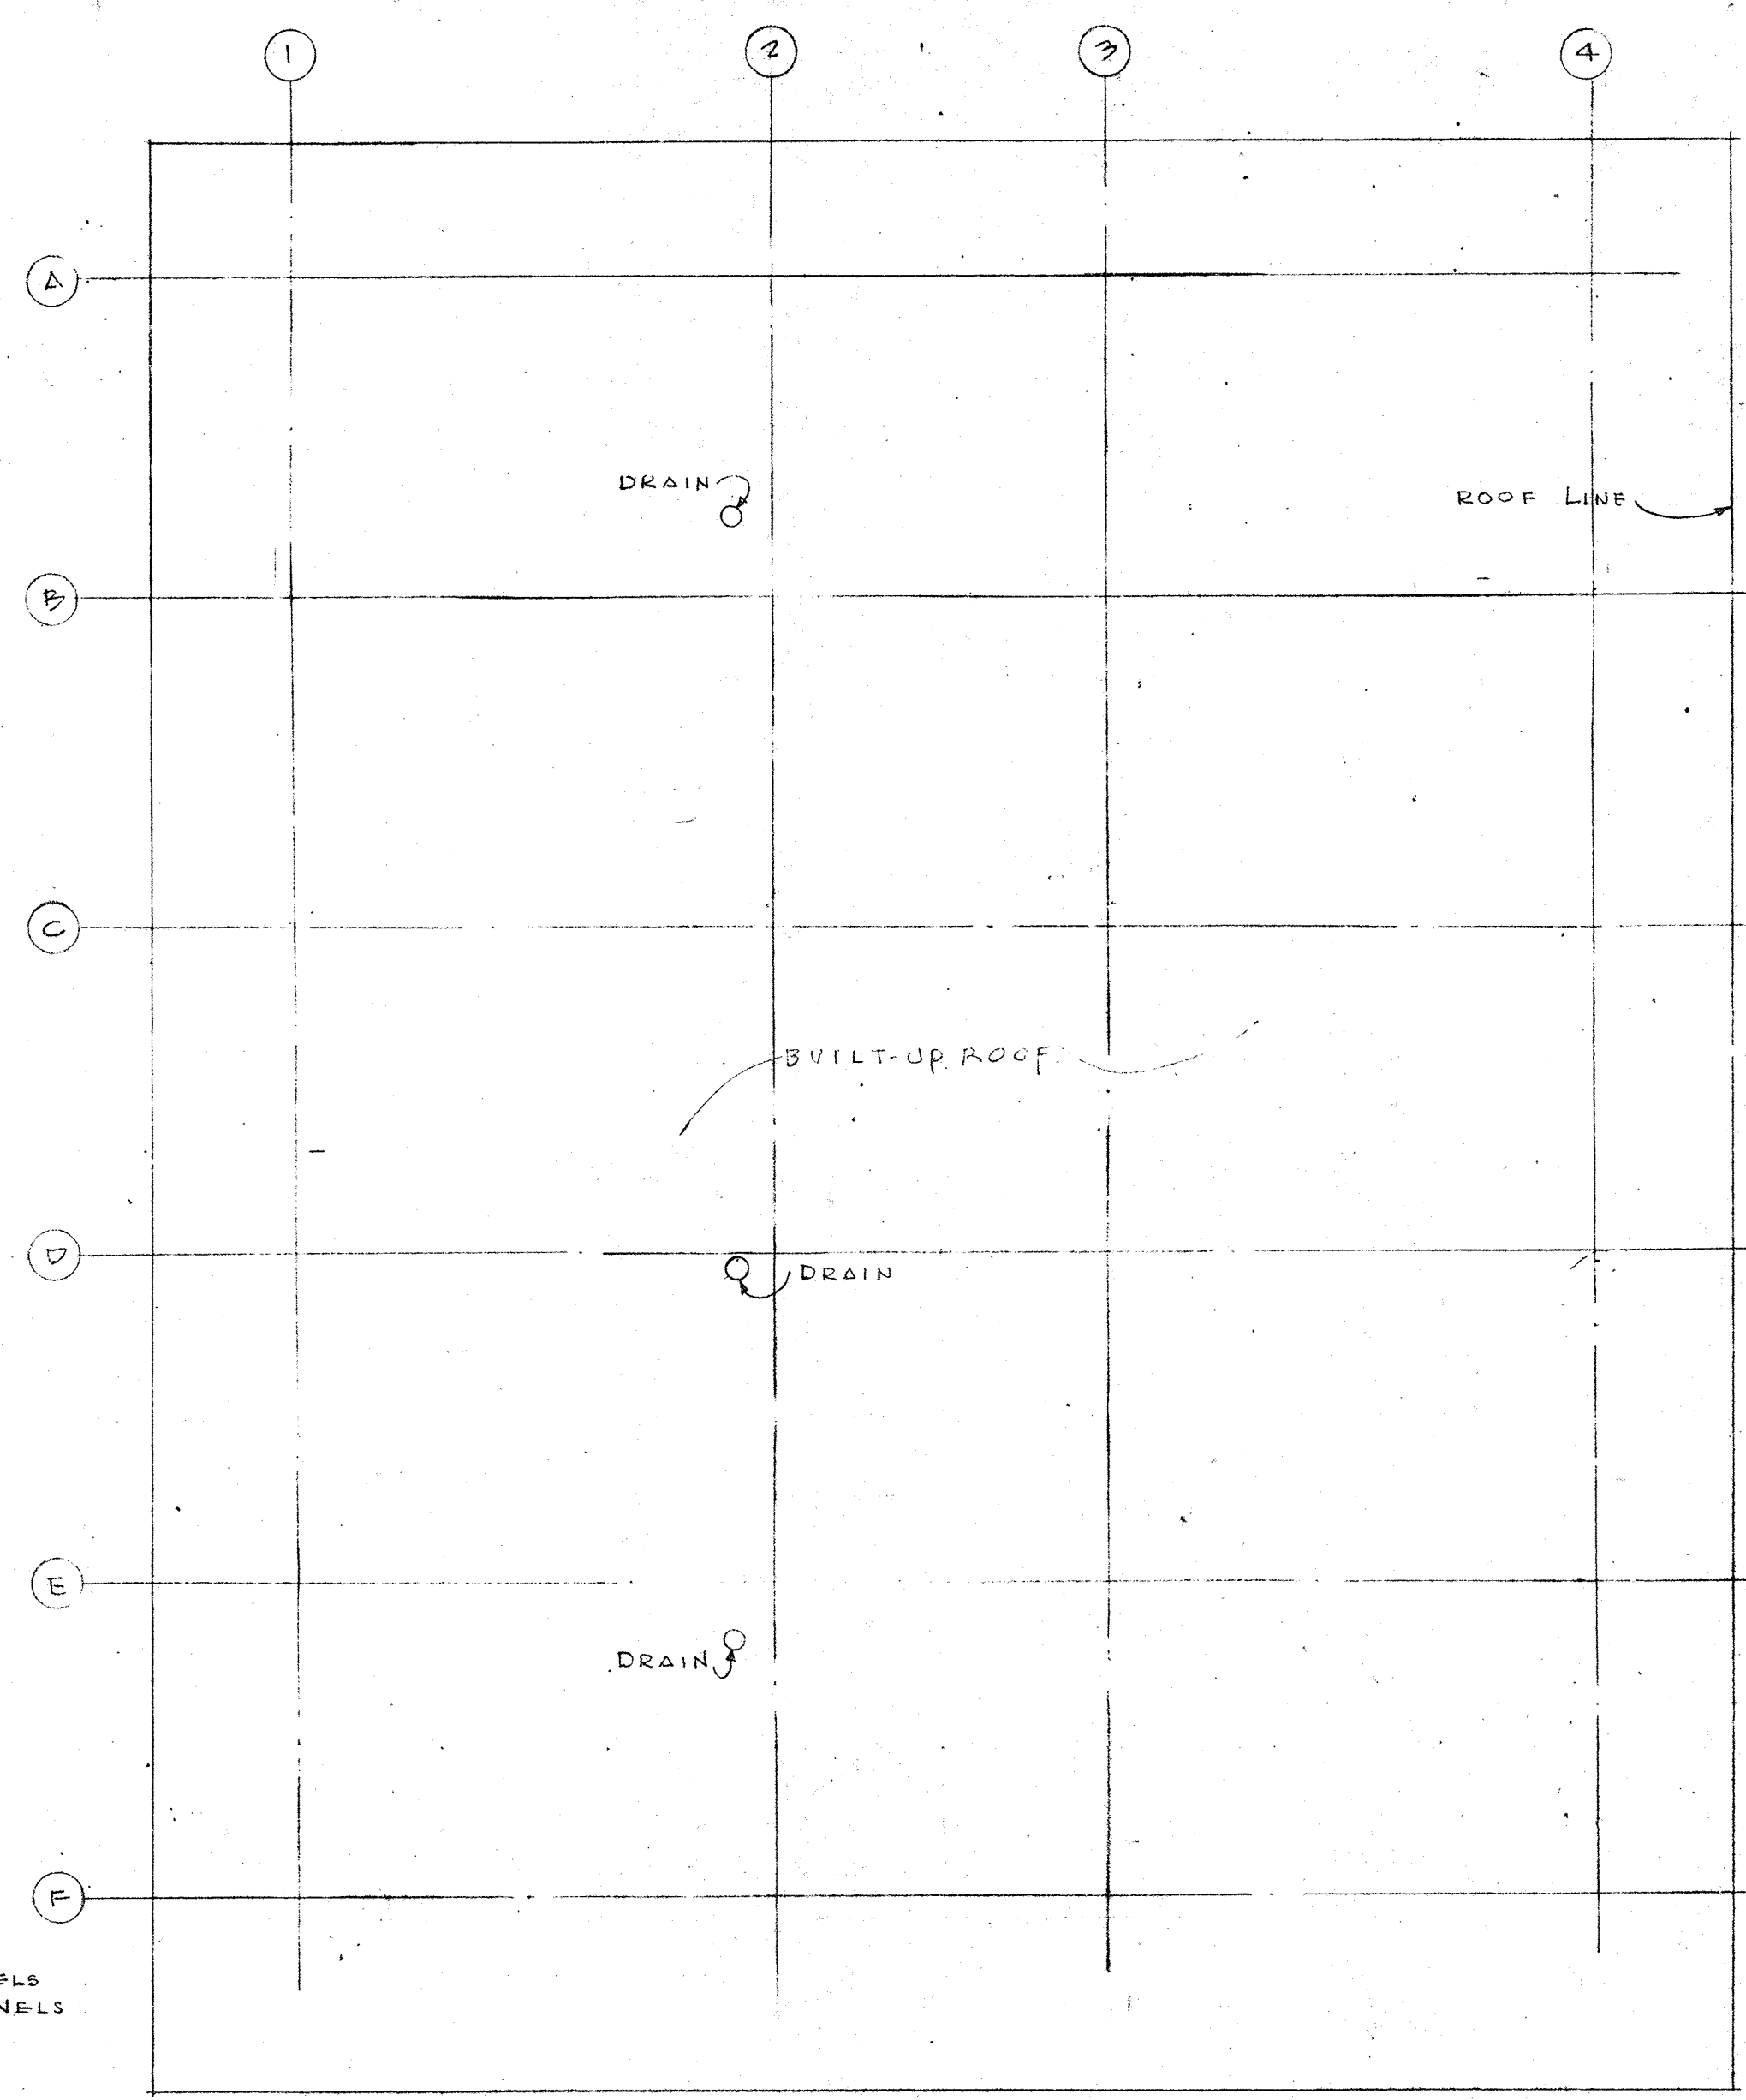 1 2 3 4
A
DRAIN
ROOF LINE
B
C
BUILT-UP ROOF
D
DRAIN
E
DRAIN
F
ELS
NELS